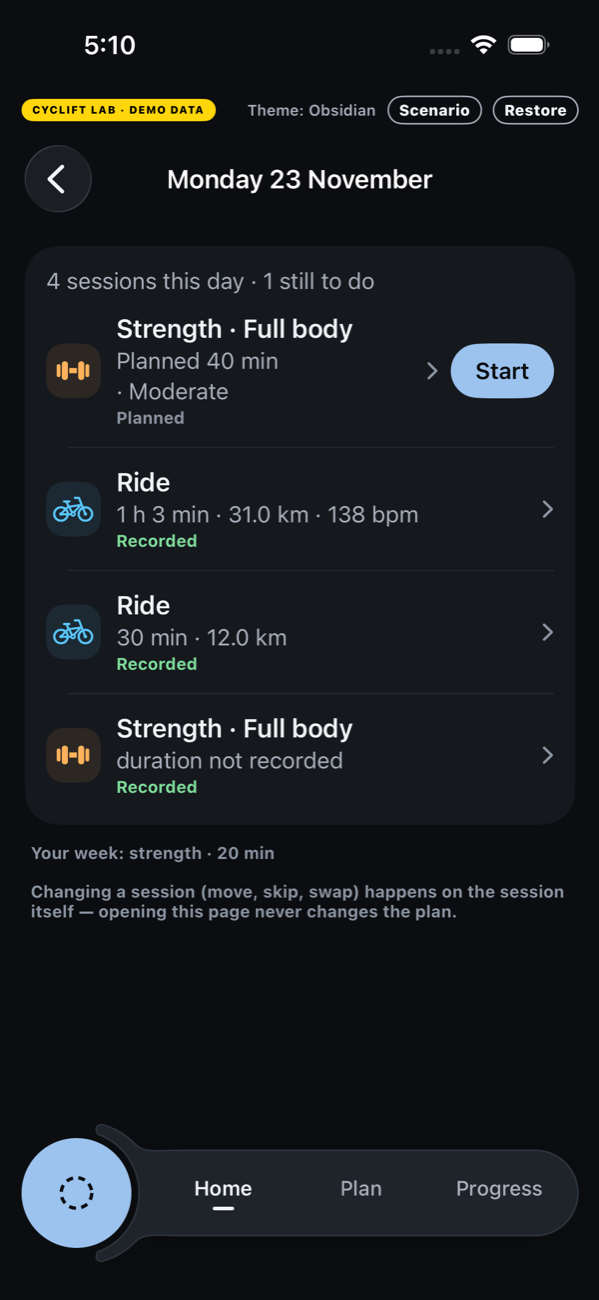 5:10
CYCLIFT LAB · DEMO DATA
Theme: Obsidian
Scenario
Restore
Monday 23 November
4 sessions this day · 1 still to do
Strength · Full body
Planned 40 min
· Moderate
Planned
Start
Ride
1 h 3 min · 31.0 km · 138 bpm
Recorded
Ride
30 min · 12.0 km
Recorded
Strength · Full body
duration not recorded
Recorded
Your week: strength · 20 min
Changing a session (move, skip, swap) happens on the session
itself — opening this page never changes the plan.
Home
Plan
Progress